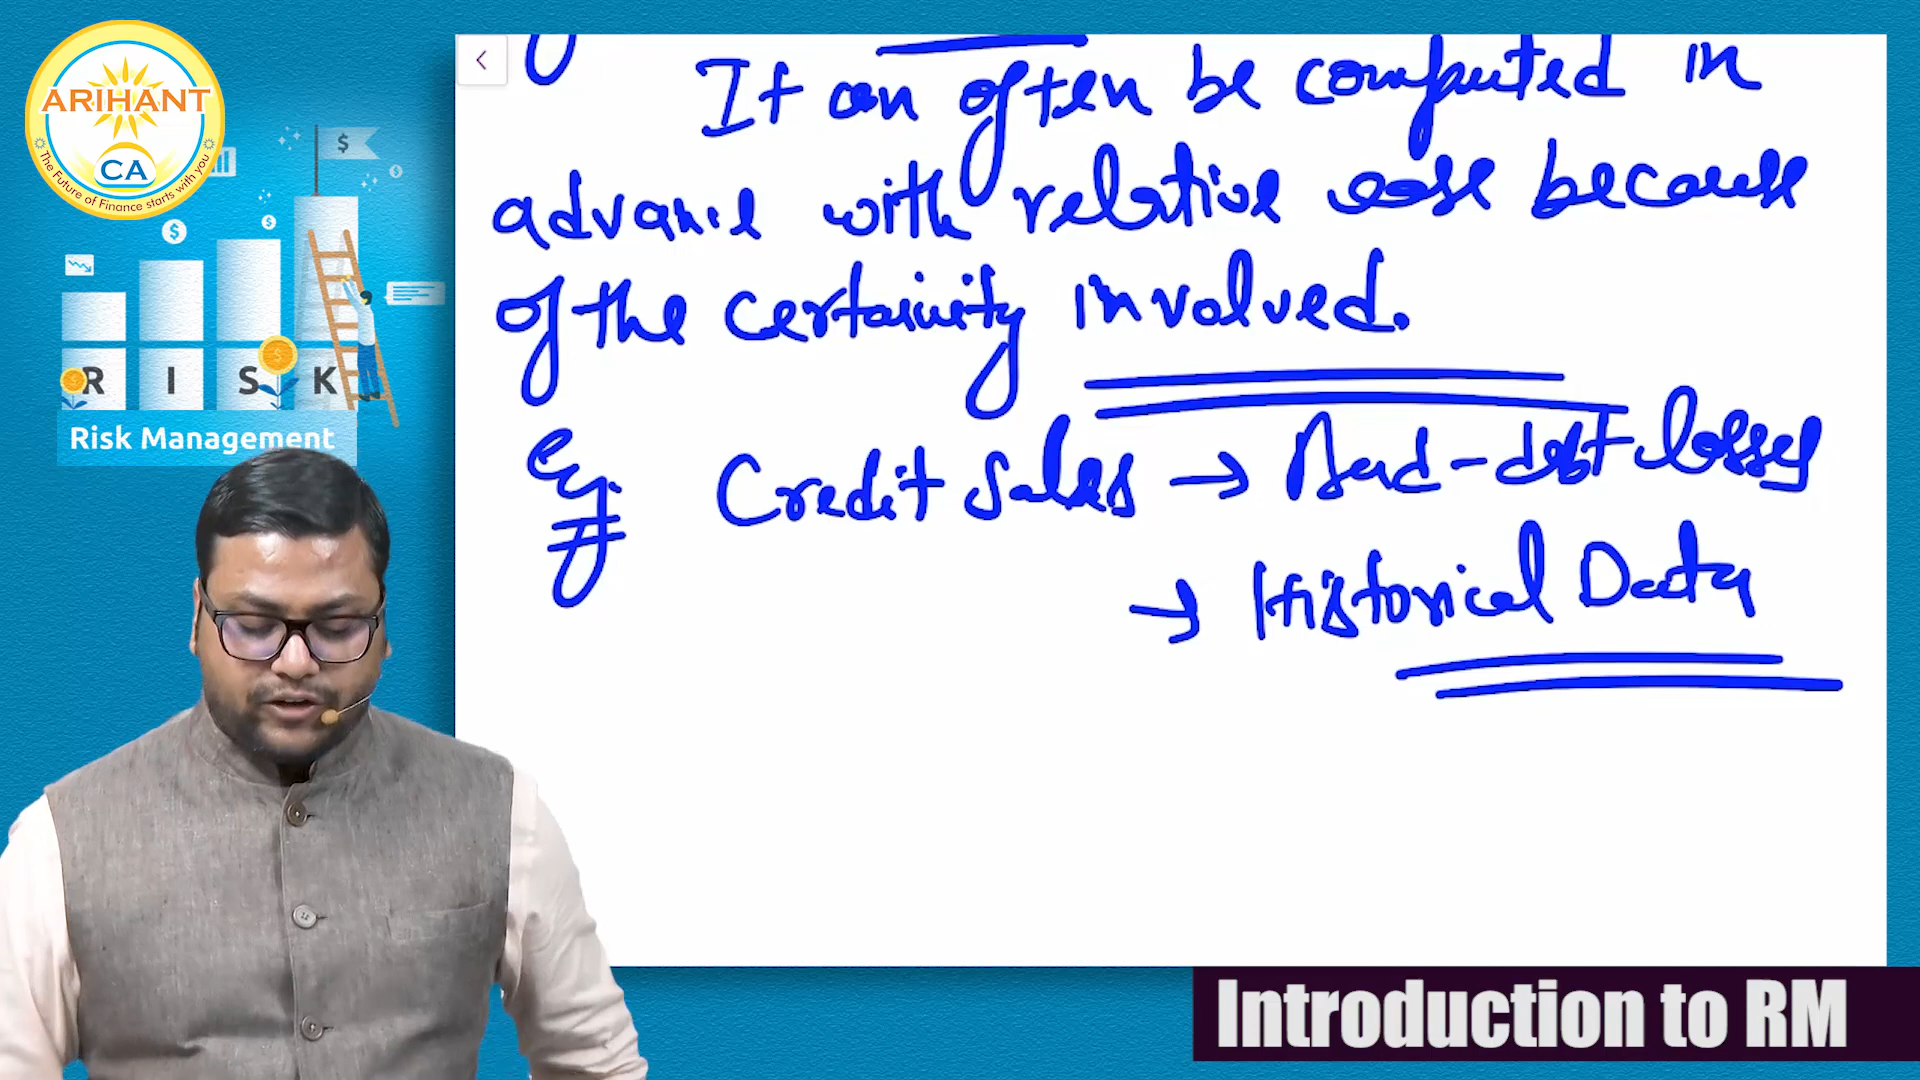 ARIHANT
CA
The Future of Finance starts with you
$
$
$
$
$
R I S K
Risk Management
It can often be computed in
advance with relative ease because
of the certainity involved.
Eg. Credit Sales → Bad-debt losses
→ Historical Data
Introduction to RM